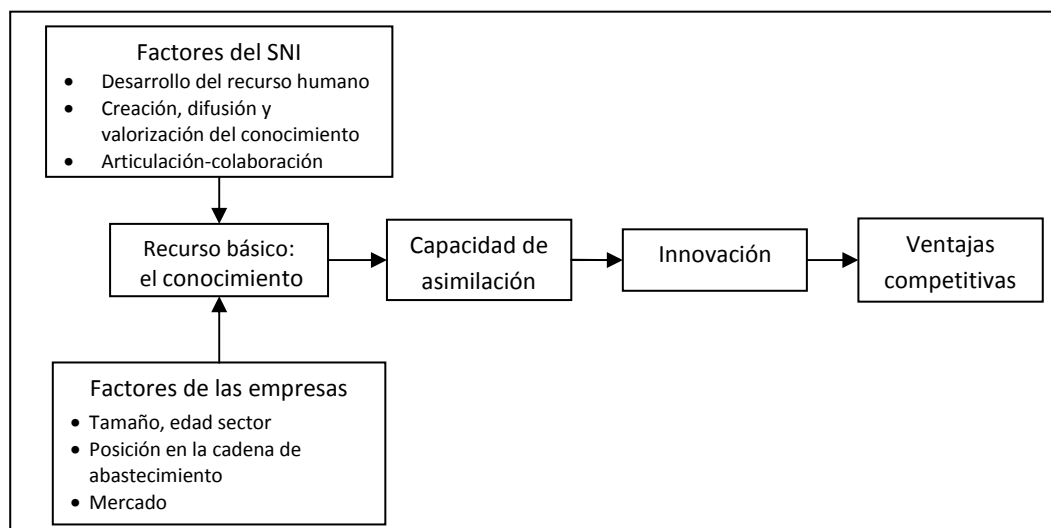 Factores del SNI
• Desarrollo del recurso humano
• Creación, difusión y
valorización del conocimiento
• Articulación-colaboración
Recurso básico:
el conocimiento
Capacidad de
asimilación
Innovación
Ventajas
competitivas
Factores de las empresas
• Tamaño, edad sector
• Posición en la cadena de
abastecimiento
• Mercado